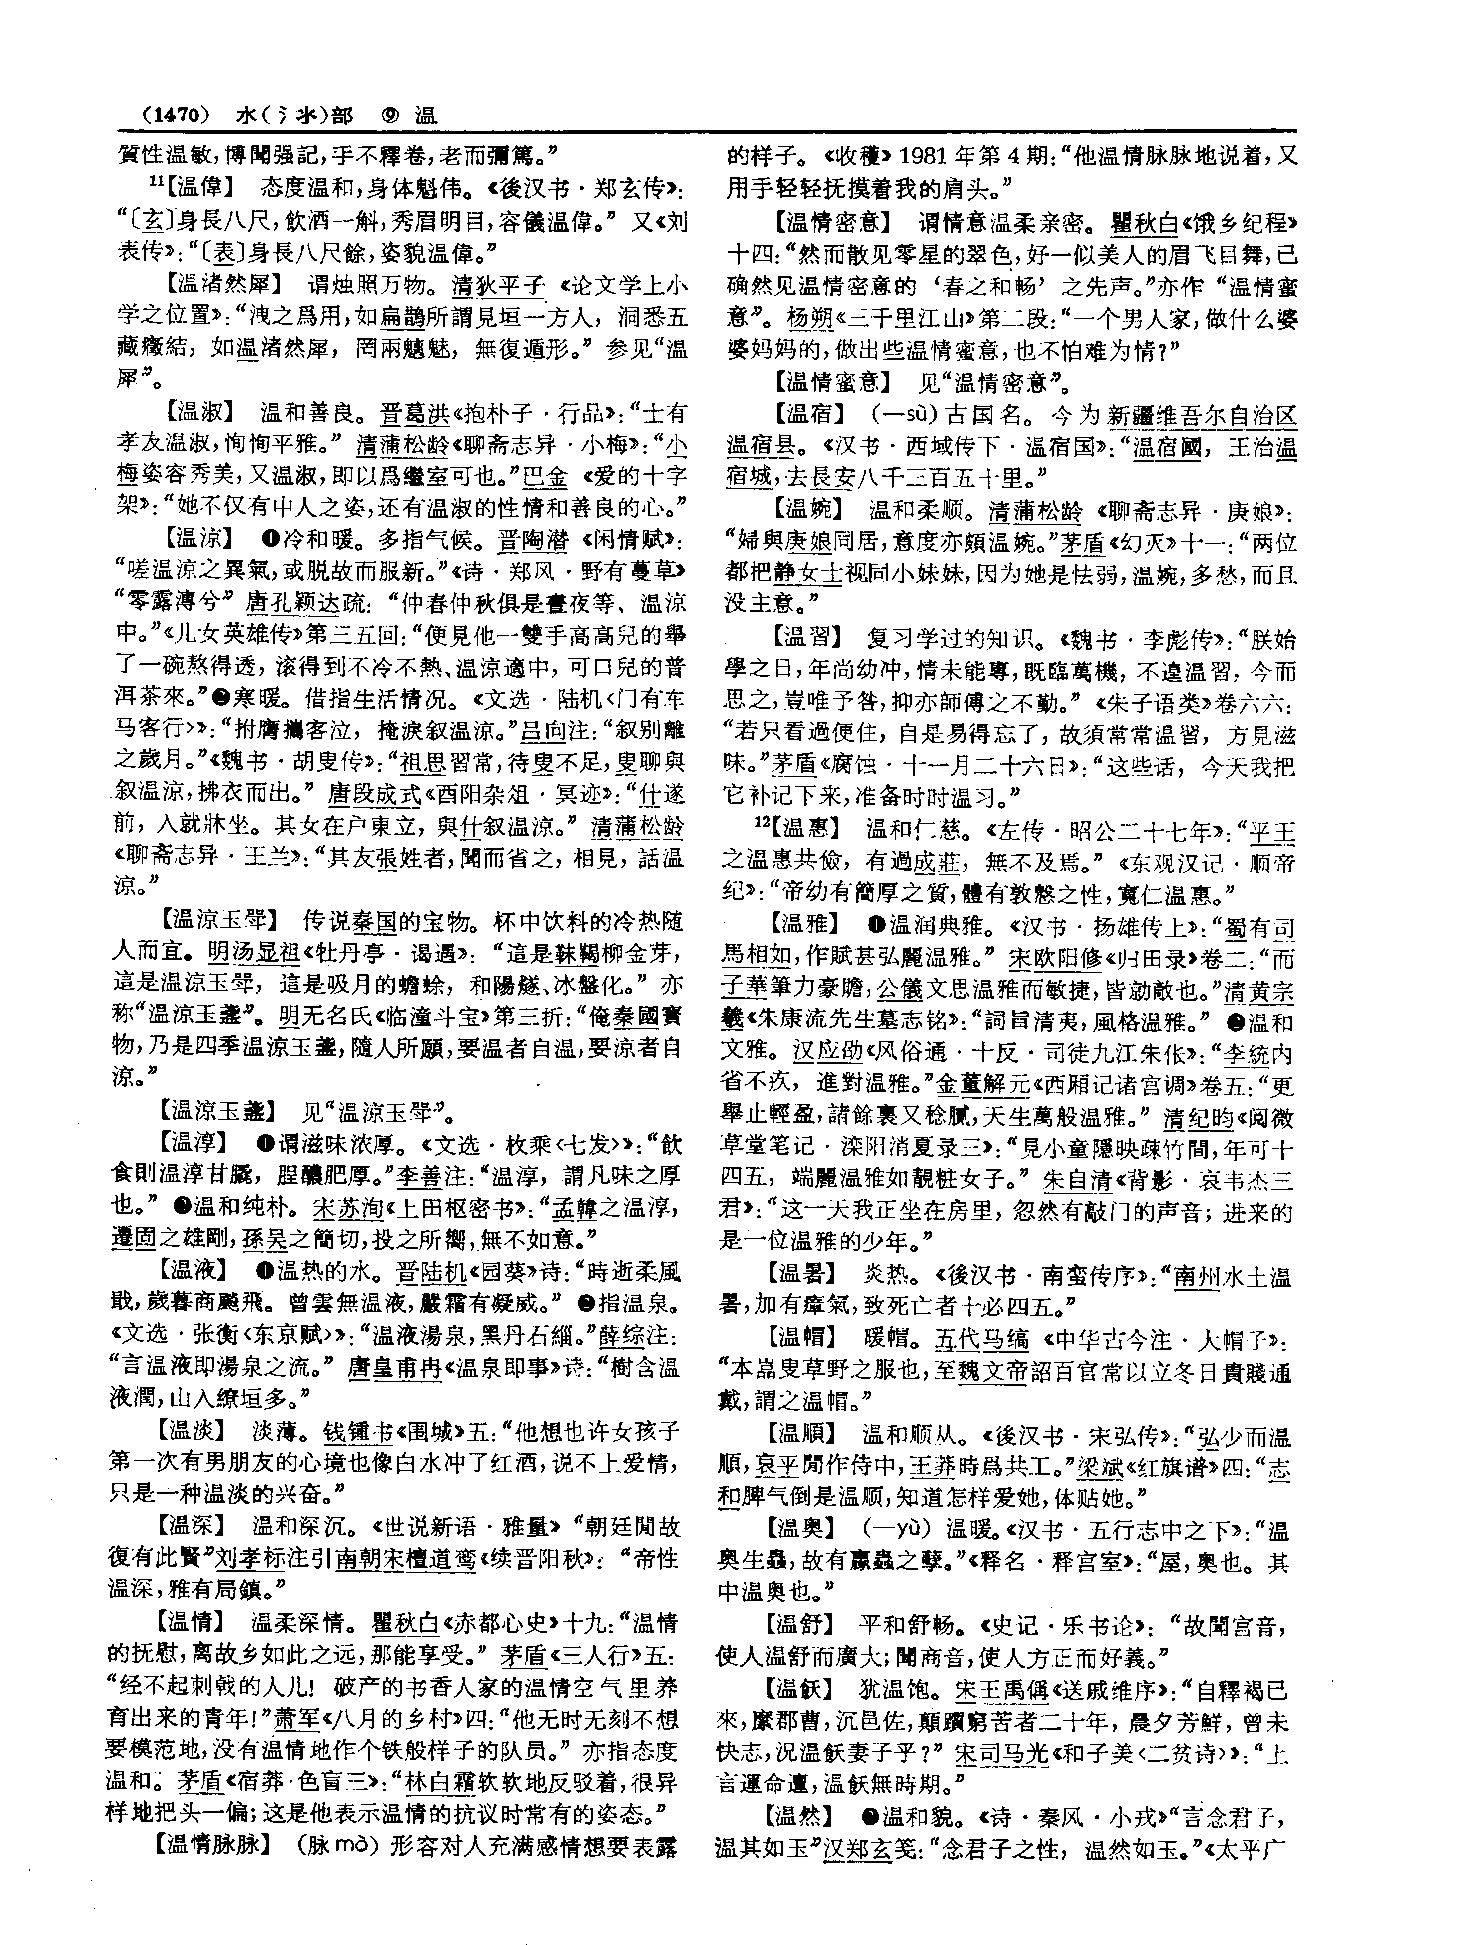 (1470) 水(氵氺)部 ⑨ 温
質性温敏,博聞强記,手不釋卷,老而彌篤。”
11【温偉】 态度温和,身体魁伟。《後汉书·郑玄传》:
“〔玄〕身長八尺,飲酒一斛,秀眉明目,容儀温偉。” 又《刘
表传》:“〔表〕身長八尺餘,姿貌温偉。”
【温渚然犀】 谓烛照万物。清狄平子《论文学上小
学之位置》:“洩之爲用,如扁鵲所謂見垣一方人, 洞悉五
藏癥結; 如温渚然犀, 罔兩魑魅, 無復遁形。” 参见“温
犀”。
【温淑】 温和善良。晋葛洪《抱朴子·行品》:“士有
孝友温淑,恂恂平雅。” 清蒲松龄《聊斋志异·小梅》:“小
梅姿容秀美,又温淑,即以爲繼室可也。”巴金《爱的十字
架》:“她不仅有中人之姿,还有温淑的性情和善良的心。”
【温凉】 ❶冷和暖。多指气候。晋陶潜《闲情赋》:
“嗟温凉之異氣,或脱故而服新。”《诗·郑风·野有蔓草》
“零露漙兮” 唐孔颖达疏: “仲春仲秋俱是晝夜等、温凉
中。”《儿女英雄传》第三五回:“便見他一雙手高高兒的舉
了一碗熬得透, 滚得到不冷不熱、温凉適中, 可口兒的普
洱茶來。”❷寒暖。借指生活情况。《文选·陆机〈门有车
马客行〉》:“拊膺攜客泣, 掩淚叙温凉。”吕向注:“叙别離
之歲月。”《魏书·胡叟传》:“祖思習常,待叟不足,叟聊與
叙温凉,拂衣而出。” 唐段成式《酉阳杂俎·冥迹》:“什遂
前, 入就牀坐。其女在户東立, 與什叙温凉。” 清蒲松龄
《聊斋志异·王兰》:“其友張姓者,聞而省之, 相見, 話温
凉。”
【温凉玉斝】 传说秦国的宝物。杯中饮料的冷热随
人而宜。明汤显祖《牡丹亭·谒遇》: “這是靺鞨柳金芽,
這是温凉玉斝, 這是吸月的蟾蜍, 和陽燧、冰盤化。” 亦
称“温凉玉盞”。明无名氏《临潼斗宝》第三折:“俺秦國寶
物,乃是四季温凉玉盞,隨人所願,要温者自温,要凉者自
凉。”
【温凉玉盞】 见“温凉玉斝”。
【温淳】 ❶谓滋味浓厚。《文选·枚乘〈七发〉》:“飲
食則温淳甘膬, 脭醲肥厚。”李善注:“温淳, 謂凡味之厚
也。” ❷温和纯朴。宋苏洵《上田枢密书》:“孟韓之温淳,
遷固之雄剛,孫吴之簡切,投之所嚮,無不如意。”
【温液】 ❶温热的水。晋陆机《园葵》诗:“時逝柔風
戢,歲暮商飈飛。曾雲無温液,嚴霜有凝威。” ❷指温泉。
《文选·张衡〈东京赋〉》:“温液湯泉,黑丹石緇。”薛综注:
“言温液即湯泉之流。” 唐皇甫冉《温泉即事》诗:“樹含温
液潤,山入繚垣多。”
【温淡】 淡薄。钱锺书《围城》五:“他想也许女孩子
第一次有男朋友的心境也像白水冲了红酒,说不上爱情,
只是一种温淡的兴奋。”
【温深】 温和深沉。《世说新语·雅量》“朝廷間故
復有此賢”刘孝标注引南朝宋檀道鸾《续晋阳秋》: “帝性
温深,雅有局鎮。”
【温情】 温柔深情。瞿秋白《赤都心史》十九:“温情
的抚慰,离故乡如此之远,那能享受。” 茅盾《三人行》五:
“经不起刺戟的人儿! 破产的书香人家的温情空气里养
育出来的青年!”萧军《八月的乡村》四:“他无时无刻不想
要模范地,没有温情地作个铁般样子的队员。” 亦指态度
温和。茅盾《宿莽·色盲三》:“林白霜软软地反驳着,很异
样地把头一偏;这是他表示温情的抗议时常有的姿态。”
【温情脉脉】 (脉mò) 形容对人充满感情想要表露
的样子。《收穫》1981年第4期:“他温情脉脉地说着,又
用手轻轻抚摸着我的肩头。”
【温情密意】 谓情意温柔亲密。瞿秋白《饿乡纪程》
十四:“然而散见零星的翠色,好一似美人的眉飞目舞,已
确然见温情密意的‘春之和畅’之先声。”亦作“温情蜜
意”。杨朔《三千里江山》第二段:“一个男人家,做什么婆
婆妈妈的,做出些温情蜜意,也不怕难为情?”
【温情蜜意】 见“温情密意”。
【温宿】 (—sù)古国名。今为新疆维吾尔自治区
温宿县。《汉书·西域传下·温宿国》:“温宿國, 王治温
宿城,去長安八千三百五十里。”
【温婉】 温和柔顺。清蒲松龄《聊斋志异·庚娘》:
“婦與庚娘同居,意度亦頗温婉。”茅盾《幻灭》十一:“两位
都把静女士视同小妹妹,因为她是怯弱,温婉,多愁,而且
没主意。”
【温習】 复习学过的知识。《魏书·李彪传》:“朕始
學之日,年尚幼冲,情未能專,既臨萬機, 不遑温習, 今而
思之,豈唯予咎,抑亦師傅之不勤。” 《朱子语类》卷六六:
“若只看過便住, 自是易得忘了, 故須常常温習, 方見滋
味。”茅盾《腐蚀·十一月二十六日》:“这些话, 今天我把
它补记下来,准备时时温习。”
12【温惠】 温和仁慈。《左传·昭公二十七年》:“平王
之温惠共儉, 有過成莊, 無不及焉。” 《东观汉记·顺帝
纪》:“帝幼有簡厚之質,體有敦慤之性,寬仁温惠。”
【温雅】 ❶温润典雅。《汉书·扬雄传上》:“蜀有司
馬相如,作賦甚弘麗温雅。” 宋欧阳修《归田录》卷二:“而
子華筆力豪贍,公儀文思温雅而敏捷,皆勍敵也。”清黄宗
羲《朱康流先生墓志铭》:“詞旨清夷,風格温雅。” ❷温和
文雅。汉应劭《风俗通·十反·司徒九江朱伥》:“李統内
省不疚, 進對温雅。”金董解元《西厢记诸宫调》卷五:“更
舉止輕盈,諸餘裏又稔膩,天生萬般温雅。” 清纪昀《阅微
草堂笔记·滦阳消夏录三》:“見小童隱映疎竹間,年可十
四五, 端麗温雅如靚粧女子。” 朱自清《背影·哀韦杰三
君》:“这一天我正坐在房里, 忽然有敲门的声音; 进来的
是一位温雅的少年。”
【温暑】 炎热。《後汉书·南蛮传序》:“南州水土温
暑,加有瘴氣,致死亡者十必四五。”
【温帽】 暖帽。五代马缟《中华古今注·大帽子》:
“本嵓叟草野之服也,至魏文帝詔百官常以立冬日貴賤通
戴,謂之温帽。”
【温順】 温和顺从。《後汉书·宋弘传》:“弘少而温
順,哀平間作侍中,王莽時爲共工。”梁斌《红旗谱》四:“志
和脾气倒是温顺,知道怎样爱她,体贴她。”
【温奥】 (—yù) 温暖。《汉书·五行志中之下》:“温
奥生蟲,故有蠃蟲之孽。”《释名·释宫室》:“屋,奥也。其
中温奥也。”
【温舒】 平和舒畅。《史记·乐书论》: “故聞宫音,
使人温舒而廣大;聞商音,使人方正而好義。”
【温飫】 犹温饱。宋王禹偁《送戚维序》:“自釋褐已
來,縻郡曹,沉邑佐,顛躓窮苦者二十年, 晨夕芳鮮, 曾未
快志,況温飫妻子乎?” 宋司马光《和子美〈二贫诗〉》:“上
言運命邅,温飫無時期。”
【温然】 ❶温和貌。《诗·秦风·小戎》“言念君子,
温其如玉”汉郑玄笺:“念君子之性, 温然如玉。”《太平广